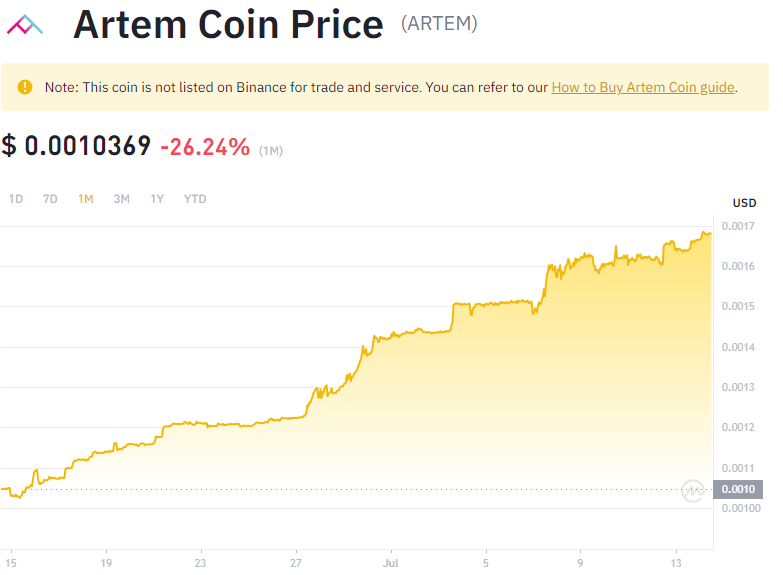 Artem Coin Price (ARTEM)
Note: This coin is not listed on Binance for trade and service. You can refer to our How to Buy Artem Coin guide.
$ 0.0010369 -26.24% (1M)
1D 7D 1M 3M 1Y YTD
USD
0.0017
0.0016
0.0015
0.0014
0.0013
0.0012
0.0011
0.0010
0.00100
15 19 23 27 Jul 5 9 13